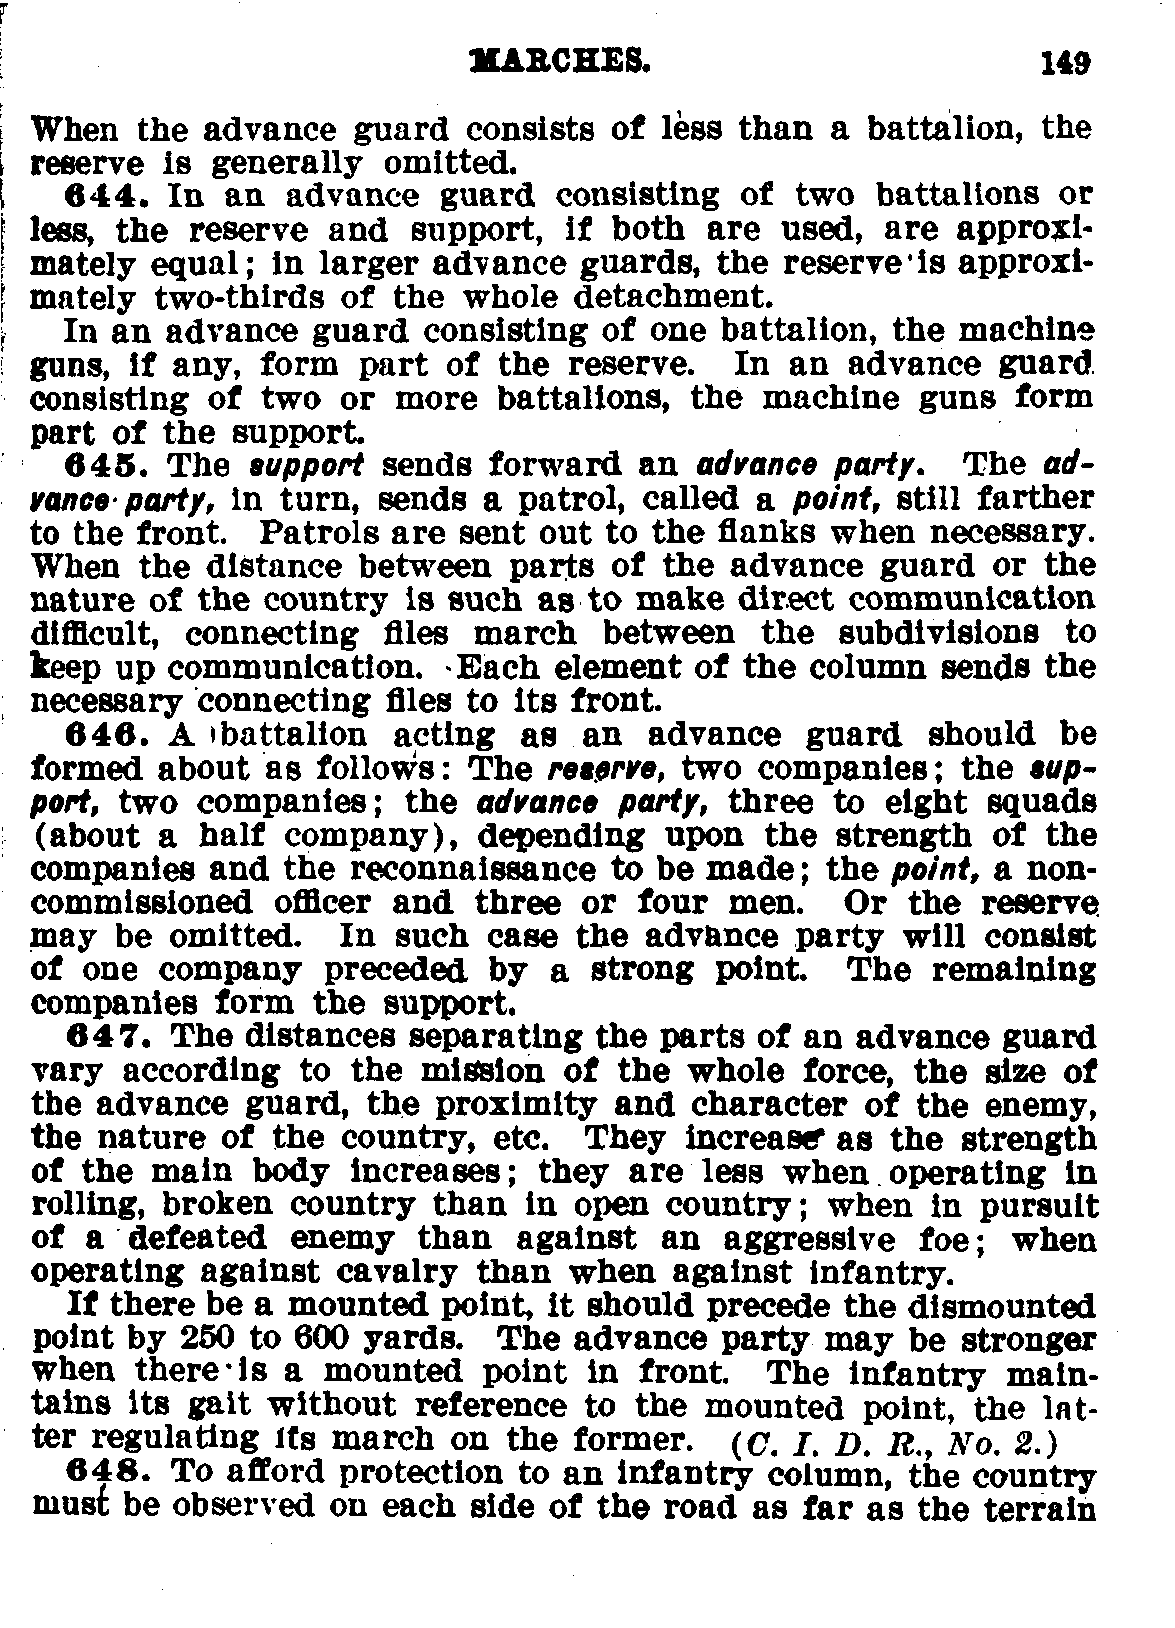 MARCHES. 149
When the advance guard consists of less than a battalion, the
reserve is generally omitted.
644. In an advance guard consisting of two battalions or
less, the reserve and support, if both are used, are approxi-
mately equal; in larger advance guards, the reserve is approxi-
mately two-thirds of the whole detachment.
In an advance guard consisting of one battalion, the machine
guns, if any, form part of the reserve. In an advance guard
consisting of two or more battalions, the machine guns form
part of the support.
645. The support sends forward an advance party. The ad-
vance party, in turn, sends a patrol, called a point, still farther
to the front. Patrols are sent out to the flanks when necessary.
When the distance between parts of the advance guard or the
nature of the country is such as to make direct communication
difficult, connecting files march between the subdivisions to
keep up communication. Each element of the column sends the
necessary connecting files to its front.
646. A battalion acting as an advance guard should be
formed about as follows: The reserve, two companies; the sup-
port, two companies; the advance party, three to eight squads
(about a half company), depending upon the strength of the
companies and the reconnaissance to be made; the point, a non-
commissioned officer and three or four men. Or the reserve
may be omitted. In such case the advance party will consist
of one company preceded by a strong point. The remaining
companies form the support.
647. The distances separating the parts of an advance guard
vary according to the mission of the whole force, the size of
the advance guard, the proximity and character of the enemy,
the nature of the country, etc. They increase as the strength
of the main body increases; they are less when operating in
rolling, broken country than in open country; when in pursuit
of a defeated enemy than against an aggressive foe; when
operating against cavalry than when against infantry.
If there be a mounted point, it should precede the dismounted
point by 250 to 600 yards. The advance party may be stronger
when there is a mounted point in front. The infantry main-
tains its gait without reference to the mounted point, the lat-
ter regulating its march on the former. (C. I. D. R., No. 2.)
648. To afford protection to an infantry column, the country
must be observed on each side of the road as far as the terrain